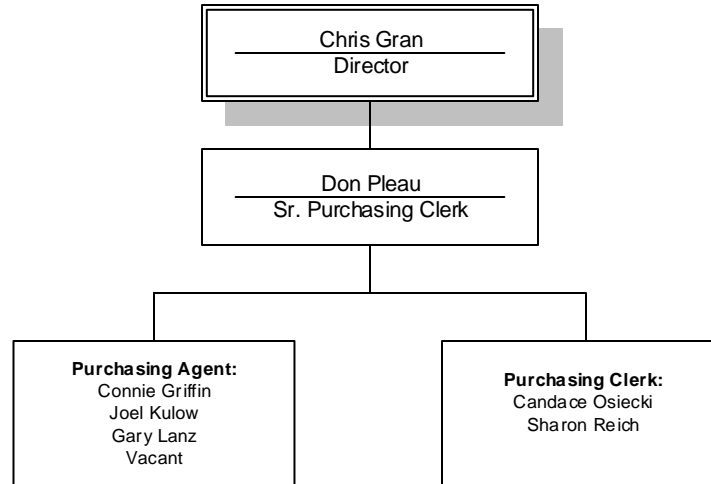 Chris Gran
Director
Don Pleau
Sr. Purchasing Clerk
Purchasing Agent:
Connie Griffin
Joel Kulow
Gary Lanz
Vacant
Purchasing Clerk:
Candace Osiecki
Sharon Reich